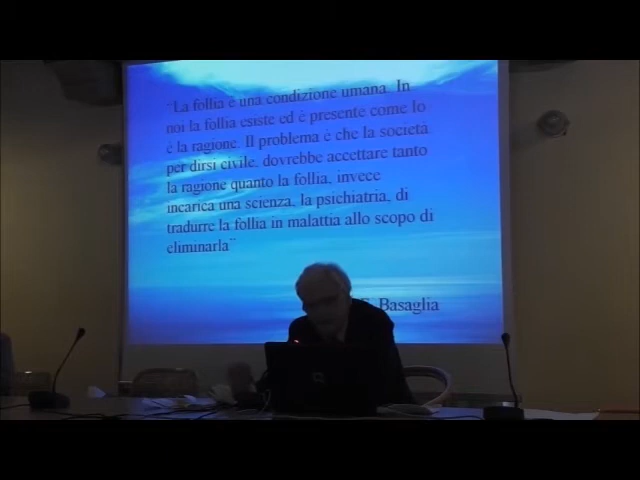 "La follia è una condizione umana. In
noi la follia esiste ed è presente come lo
è la ragione. Il problema è che la società
per dirsi civile, dovrebbe accettare tanto
la ragione quanto la follia, invece
incarica una scienza, la psichiatria, di
tradurre la follia in malattia allo scopo di
eliminarla"
Basaglia